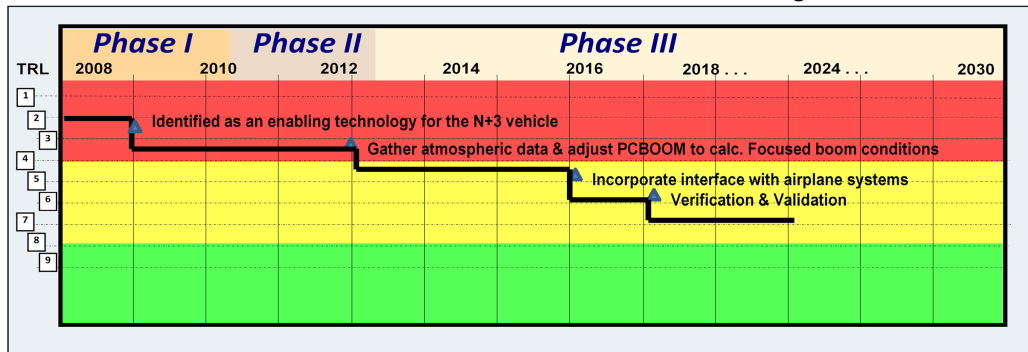 Phase I Phase II Phase III
TRL 2008 2010 2012 2014 2016 2018 . . . 2024 . . . 2030
1
2 Identified as an enabling technology for the N+3 vehicle
3 Gather atmospheric data & adjust PCBOOM to calc. Focused boom conditions
4
5 Incorporate interface with airplane systems
6 Verification & Validation
7
8
9